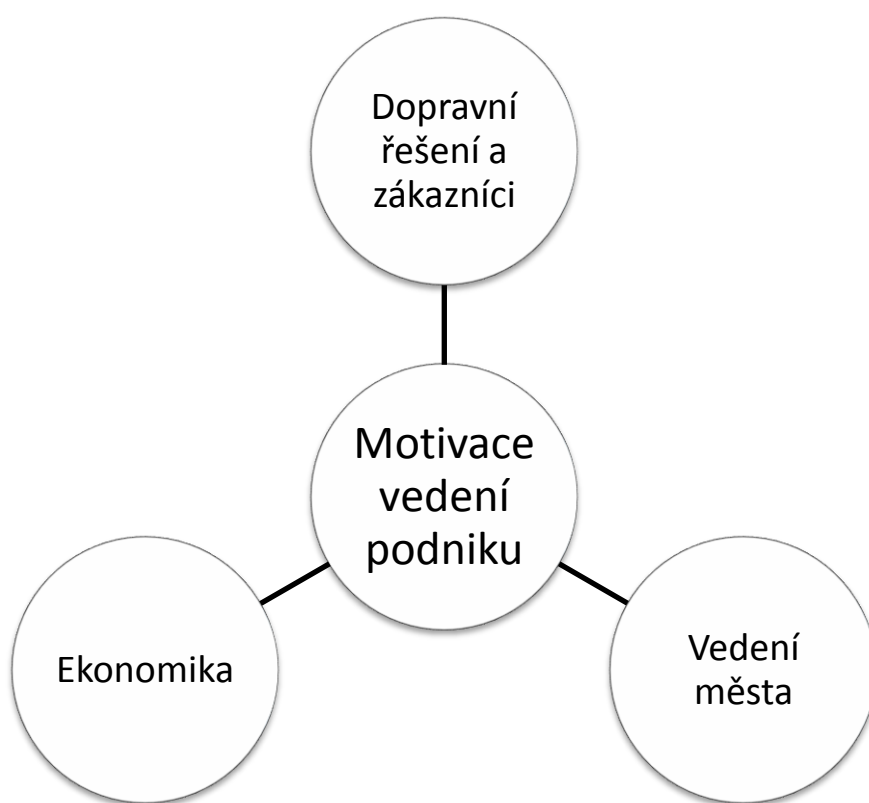 Dopravní
řešení a
zákazníci
Motivace
vedení
podniku
Ekonomika
Vedení
města